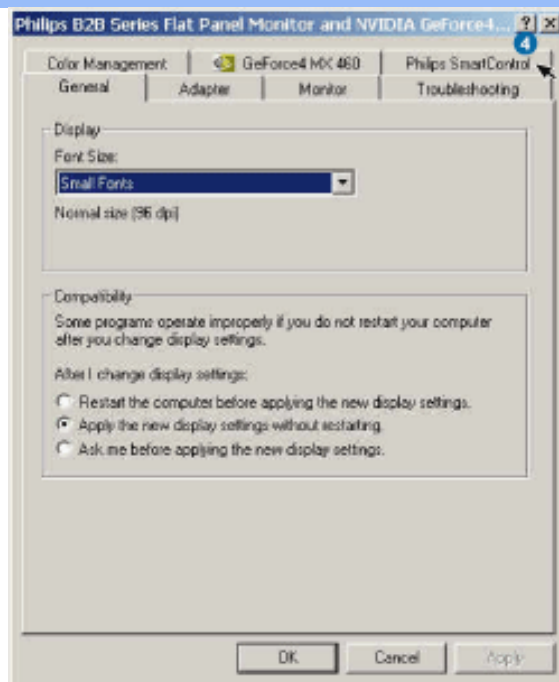 Philips B2B Series Flat Panel Monitor and NVIDIA GeForce4... ? ×
4
Color Management GeForce4 MX 460 Philips SmartControl
General Adapter Monitor Troubleshooting
Display
Font Size:
Small Fonts
Normal size (96 dpi)
Compatibility
Some programs operate improperly if you do not restart your computer
after you change display settings.
After I change display settings:
Restart the computer before applying the new display settings.
Apply the new display settings without restarting.
Ask me before applying the new display settings.
OK Cancel Apply